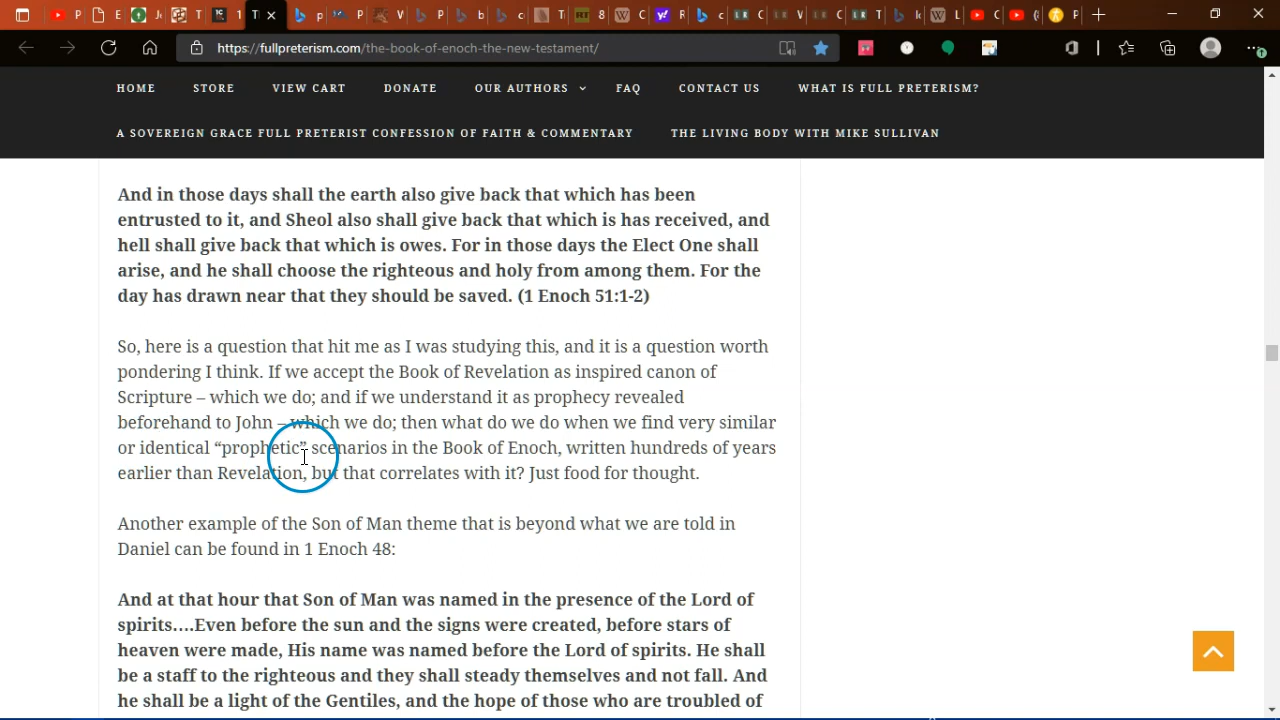 P
E
J
T
1
T
p
P
V
P
b
c
T
8
C
R
c
C
V
C
T
k
L
C
(
P
https://fullpreterism.com/the-book-of-enoch-the-new-testament/
HOME STORE VIEW CART DONATE OUR AUTHORS FAQ CONTACT US WHAT IS FULL PRETERISM?
A SOVEREIGN GRACE FULL PRETERIST CONFESSION OF FAITH & COMMENTARY THE LIVING BODY WITH MIKE SULLIVAN
And in those days shall the earth also give back that which has been
entrusted to it, and Sheol also shall give back that which is has received, and
hell shall give back that which is owes. For in those days the Elect One shall
arise, and he shall choose the righteous and holy from among them. For the
day has drawn near that they should be saved. (1 Enoch 51:1-2)
So, here is a question that hit me as I was studying this, and it is a question worth
pondering I think. If we accept the Book of Revelation as inspired canon of
Scripture – which we do; and if we understand it as prophecy revealed
beforehand to John – which we do; then what do we do when we find very similar
or identical “prophetic” scenarios in the Book of Enoch, written hundreds of years
earlier than Revelation, but that correlates with it? Just food for thought.
Another example of the Son of Man theme that is beyond what we are told in
Daniel can be found in 1 Enoch 48:
And at that hour that Son of Man was named in the presence of the Lord of
spirits….Even before the sun and the signs were created, before stars of
heaven were made, His name was named before the Lord of spirits. He shall
be a staff to the righteous and they shall steady themselves and not fall. And
he shall be a light of the Gentiles, and the hope of those who are troubled of